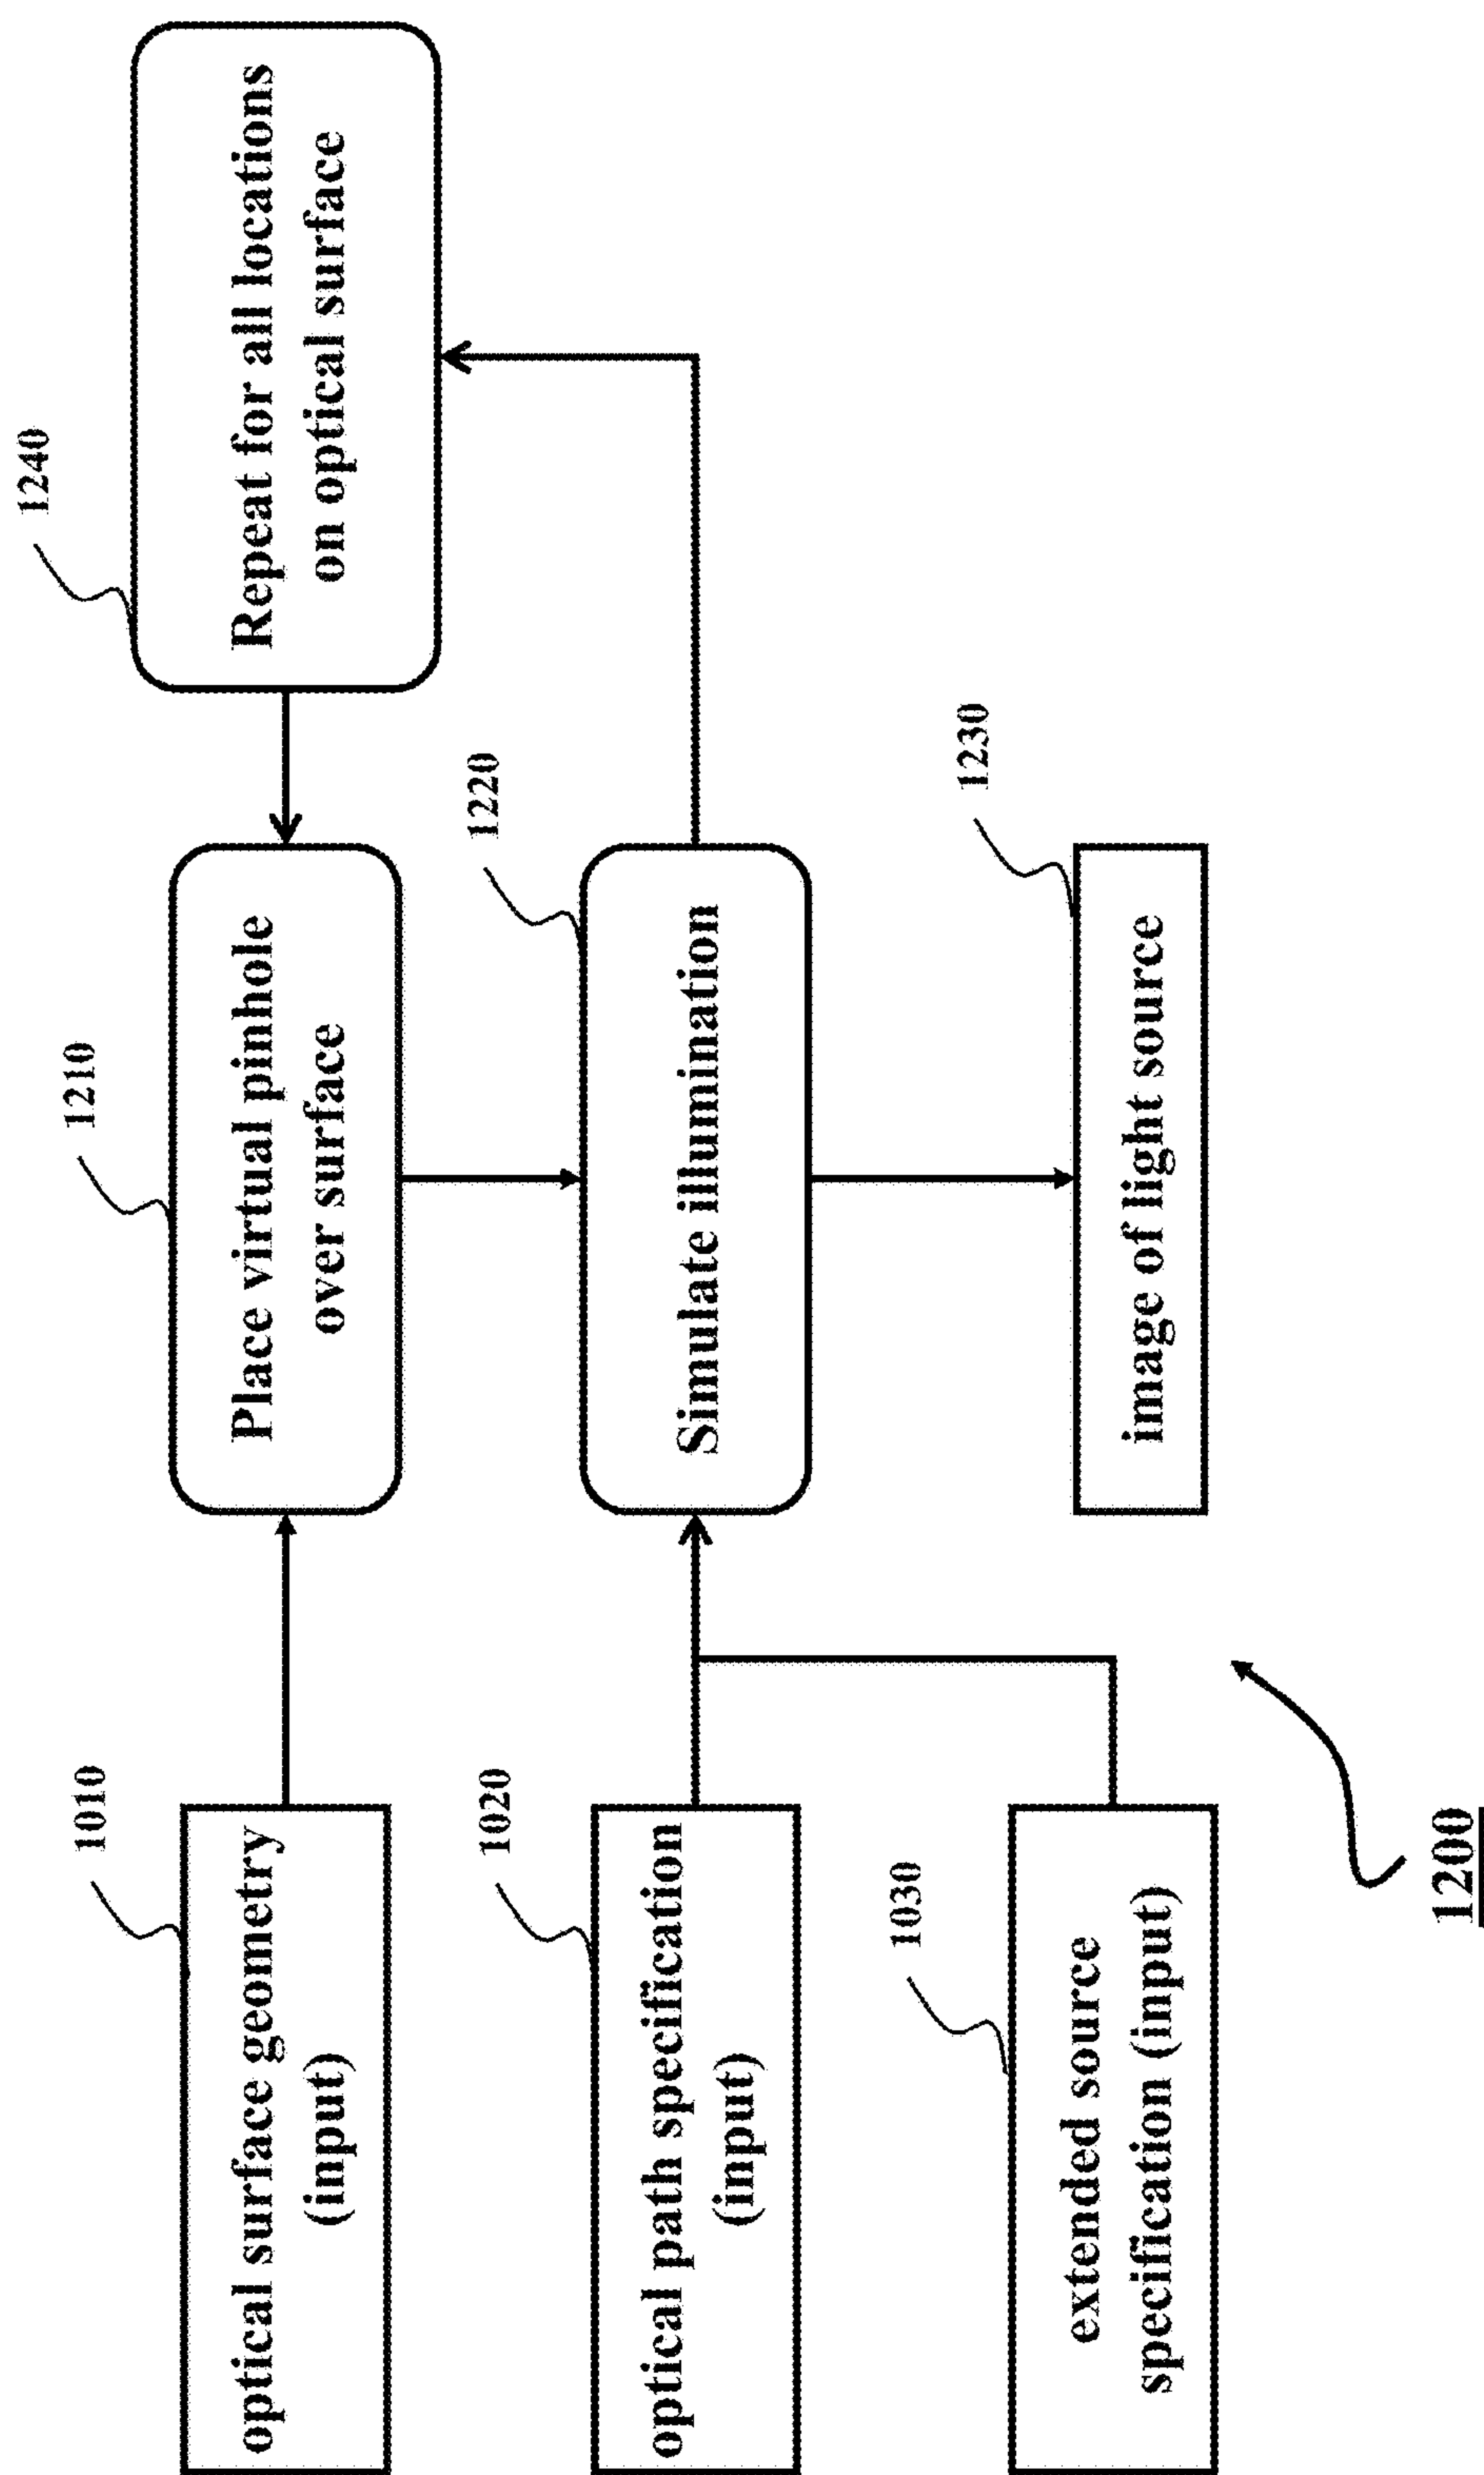 1010
optical surface geometry
(input)
1210
Place virtual pinhole
over surface
1240
Repeat for all locations
on optical surface
1020
optical path specification
(input)
1220
Simulate illumination
1030
extended source
specification (input)
1230
image of light source
1200